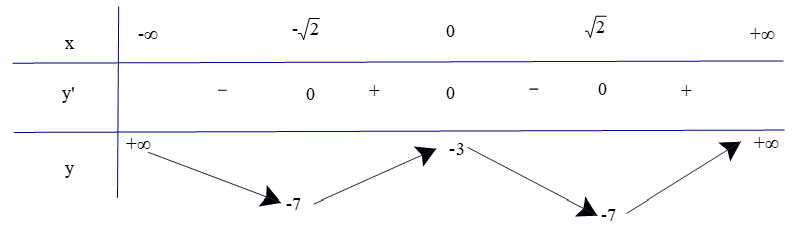 x -∞ -√2 0 √2 +∞
y' − 0 + 0 − 0 + 
y +∞ -7 -3 -7 +∞